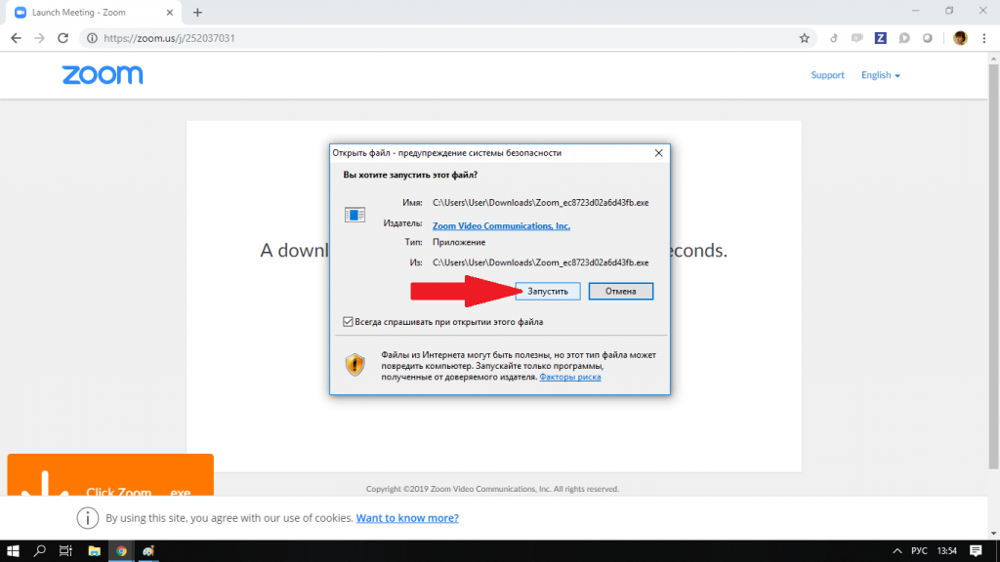 Launch Meeting - Zoom
https://zoom.us/j/252037031
Z
zoom
Support English
Открыть файл - предупреждение системы безопасности
Вы хотите запустить этот файл?
Имя: C:\Users\User\Downloads\Zoom_ec8723d02a6d43fb.exe
Издатель: Zoom Video Communications, Inc.
Тип: Приложение
Из: C:\Users\User\Downloads\Zoom_ec8723d02a6d43fb.exe
A downl
econds.
Запустить Отмена
Всегда спрашивать при открытии этого файла
Файлы из Интернета могут быть полезны, но этот тип файла может
повредить компьютер. Запускайте только программы,
полученные от доверяемого издателя. Факторы риска
Click Zoom_...exe
Copyright ©2019 Zoom Video Communications, Inc. All rights reserved.
By using this site, you agree with our use of cookies. Want to know more?
РУС 13:54